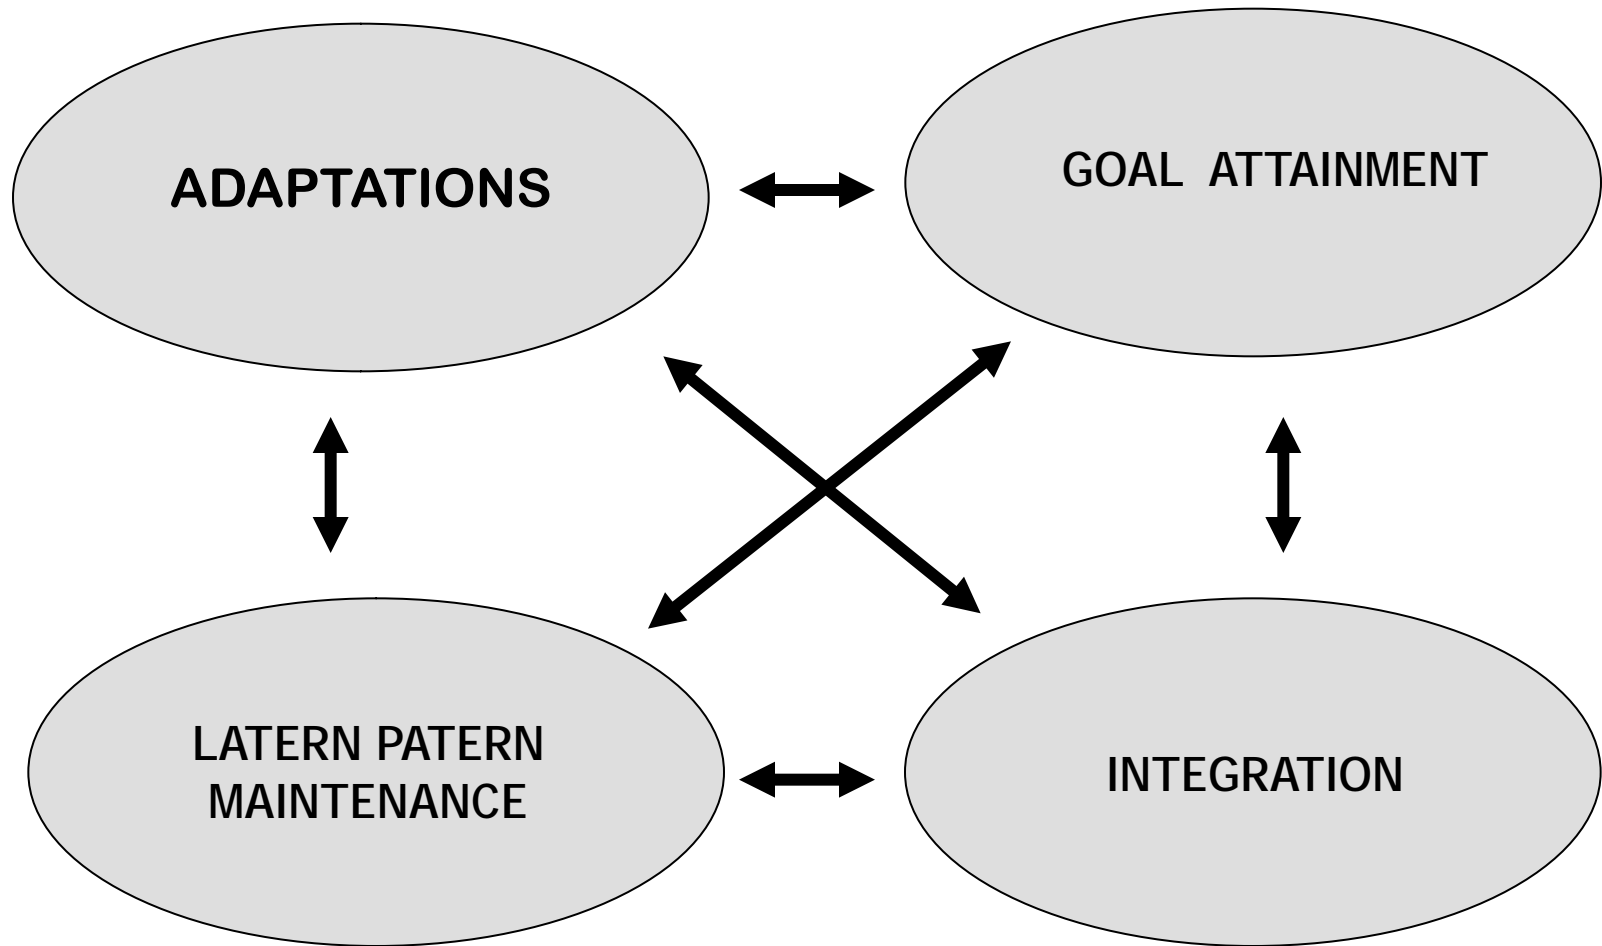 ADAPTATIONS
GOAL ATTAINMENT
LATERN PATERN
MAINTENANCE
INTEGRATION